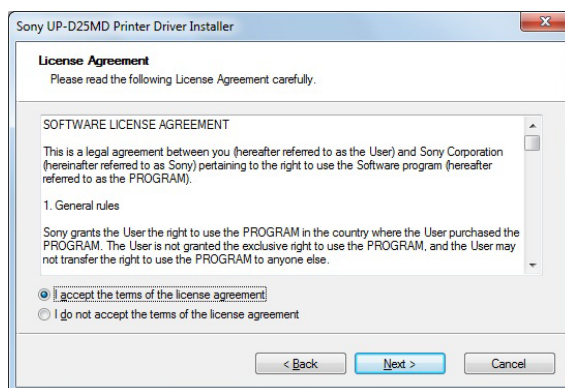 Sony UP-D25MD Printer Driver Installer
License Agreement
Please read the following License Agreement carefully.
SOFTWARE LICENSE AGREEMENT
This is a legal agreement between you (hereafter referred to as the User) and Sony Corporation
(hereinafter referred to as Sony) pertaining to the right to use the Software program (hereafter
referred to as the PROGRAM).
1. General rules
Sony grants the User the right to use the PROGRAM in the country where the User purchased the
PROGRAM. The User is not granted the exclusive right to use the PROGRAM, and the User may
not transfer the right to use the PROGRAM to anyone else.
I accept the terms of the license agreement
I do not accept the terms of the license agreement
< Back
Next >
Cancel